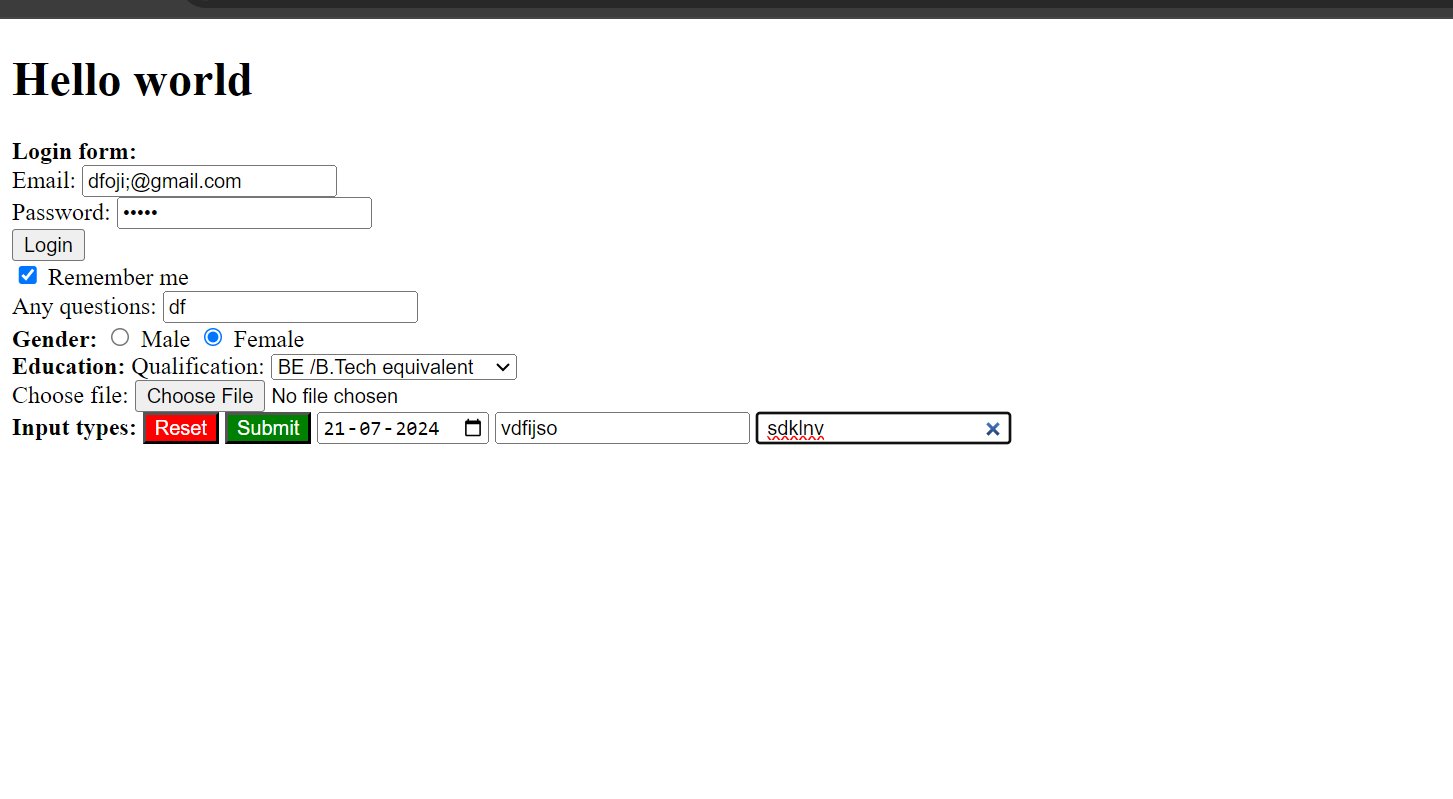 Hello world
Login form:
Email: dfoji;@gmail.com
Password: •••••
Login
Remember me
Any questions: df
Gender: Male Female
Education: Qualification: BE /B.Tech equivalent
Choose file: Choose File No file chosen
Input types: Reset Submit 21-07-2024 vdfijso sdklnv